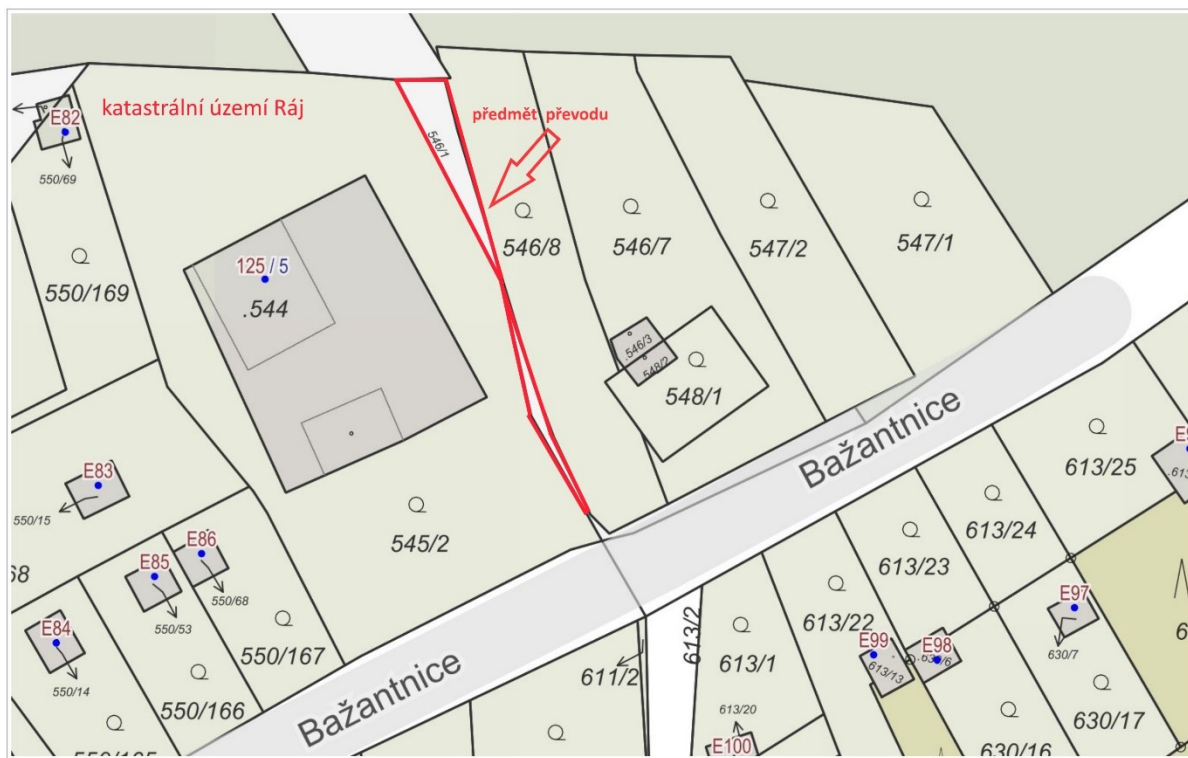 katastrální území Ráj
předmět převodu
E82
550/69
546/1
546/8
546/7
547/2
547/1
550/169
125 / 5
.544
.546/3
548/2
548/1
Bažantnice
E83
550/15
545/2
613/25
613/24
613/23
68
E85
E86
550/53
550/68
550/167
E84
550/14
550/166
613/22
E97
630/7
E99
E98
613/13
613/2
613/1
611/2
Bažantnice
613/20
E100
630/17
630/16